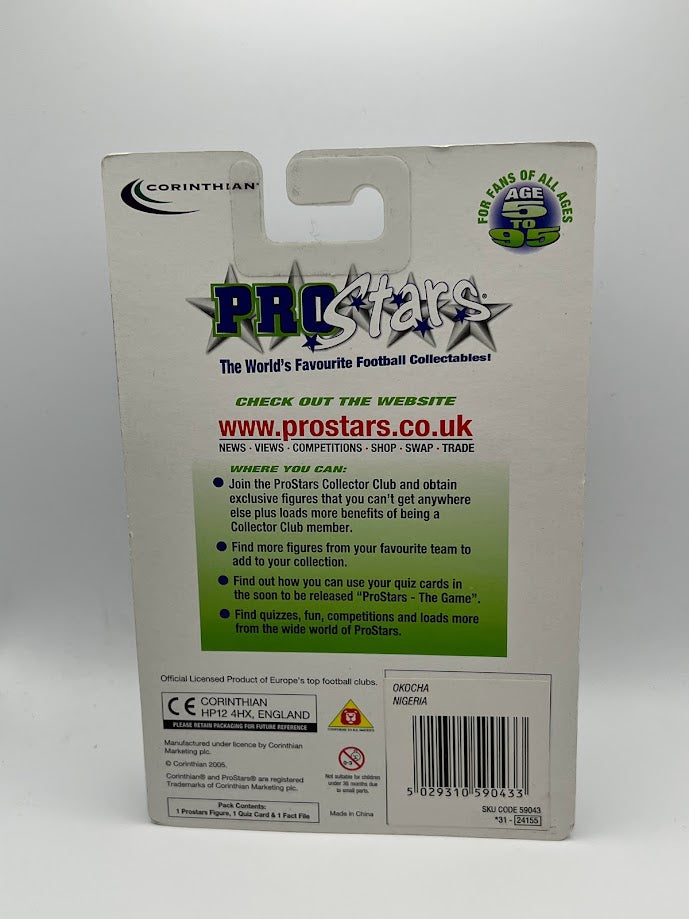 CORINTHIAN
FOR FANS OF ALL AGES
AGE
5
TO
95
PROStars®
The World's Favourite Football Collectables!
CHECK OUT THE WEBSITE
www.prostars.co.uk
NEWS · VIEWS · COMPETITIONS · SHOP · SWAP · TRADE
WHERE YOU CAN:
● Join the ProStars Collector Club and obtain
exclusive figures that you can't get anywhere
else plus loads more benefits of being a
Collector Club member.
● Find more figures from your favourite team to
add to your collection.
● Find out how you can use your quiz cards in
the soon to be released "ProStars - The Game".
● Find quizzes, fun, competitions and loads more
from the wide world of ProStars.
Official Licensed Product of Europe's top football clubs.
CE CORINTHIAN
HP12 4HX, ENGLAND
PLEASE RETAIN PACKAGING FOR FUTURE REFERENCE
Manufactured under licence by Corinthian
Marketing plc.
© Corinthian 2005.
Corinthian® and ProStars® are registered
Trademarks of Corinthian Marketing plc.
Pack Contents:
1 Prostars Figure, 1 Quiz Card & 1 Fact File
0-3
Not suitable for children
under 36 months due
to small parts.
Made in China
OKOCHA
NIGERIA
5 029310 590433
SKU CODE 59043
*31 - 24155